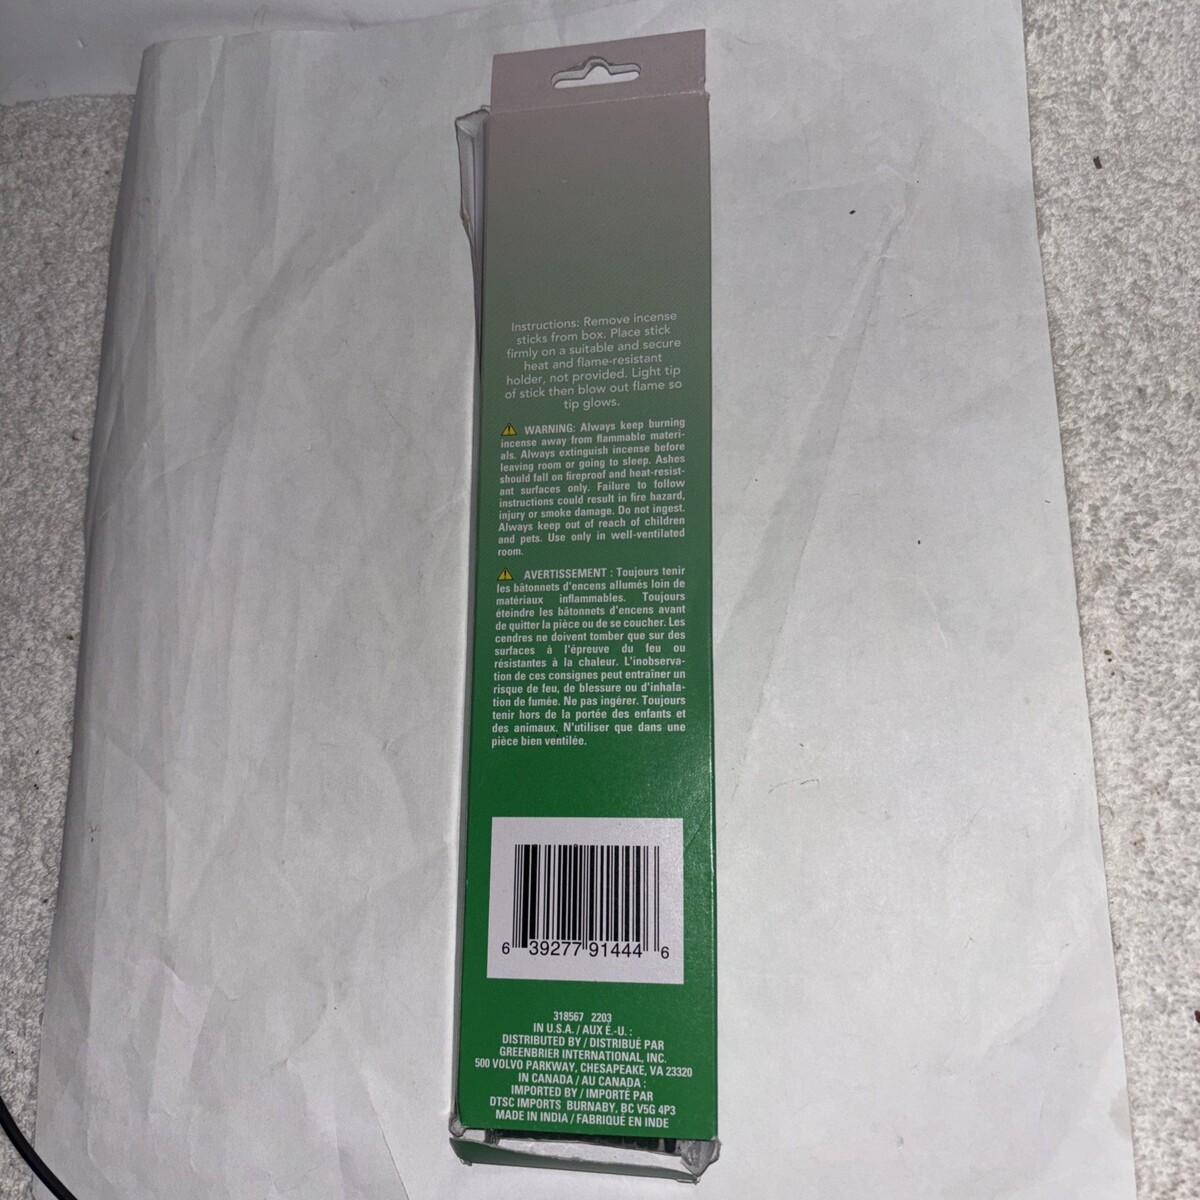 Instructions: Remove incense
sticks from box. Place stick
firmly on a suitable and secure
heat and flame-resistant
holder, not provided. Light tip
of stick then blow out flame so
tip glows.
WARNING: Always keep burning
incense away from flammable materi-
als. Always extinguish incense before
leaving room or going to sleep. Ashes
should fall on fireproof and heat-resist-
ant surfaces only. Failure to follow
instructions could result in fire hazard,
injury or smoke damage. Do not ingest.
Always keep out of reach of children
and pets. Use only in well-ventilated
room.
AVERTISSEMENT : Toujours tenir
les bâtonnets d'encens allumés loin de
matériaux inflammables. Toujours
éteindre les bâtonnets d'encens avant
de quitter la pièce ou de se coucher. Les
cendres ne doivent tomber que sur des
surfaces à l'épreuve du feu ou
résistantes à la chaleur. L'inobserva-
tion de ces consignes peut entraîner un
risque de feu, de blessure ou d'inhala-
tion de fumée. Ne pas ingérer. Toujours
tenir hors de la portée des enfants et
des animaux. N'utiliser que dans une
pièce bien ventilée.
6 39277 91444 6
318567 2203
IN U.S.A. / AUX É.-U. :
DISTRIBUTED BY / DISTRIBUÉ PAR
GREENBRIER INTERNATIONAL, INC.
500 VOLVO PARKWAY, CHESAPEAKE, VA 23320
IN CANADA / AU CANADA :
IMPORTED BY / IMPORTÉ PAR
DTSC IMPORTS BURNABY, BC V5G 4P3
MADE IN INDIA / FABRIQUÉ EN INDE